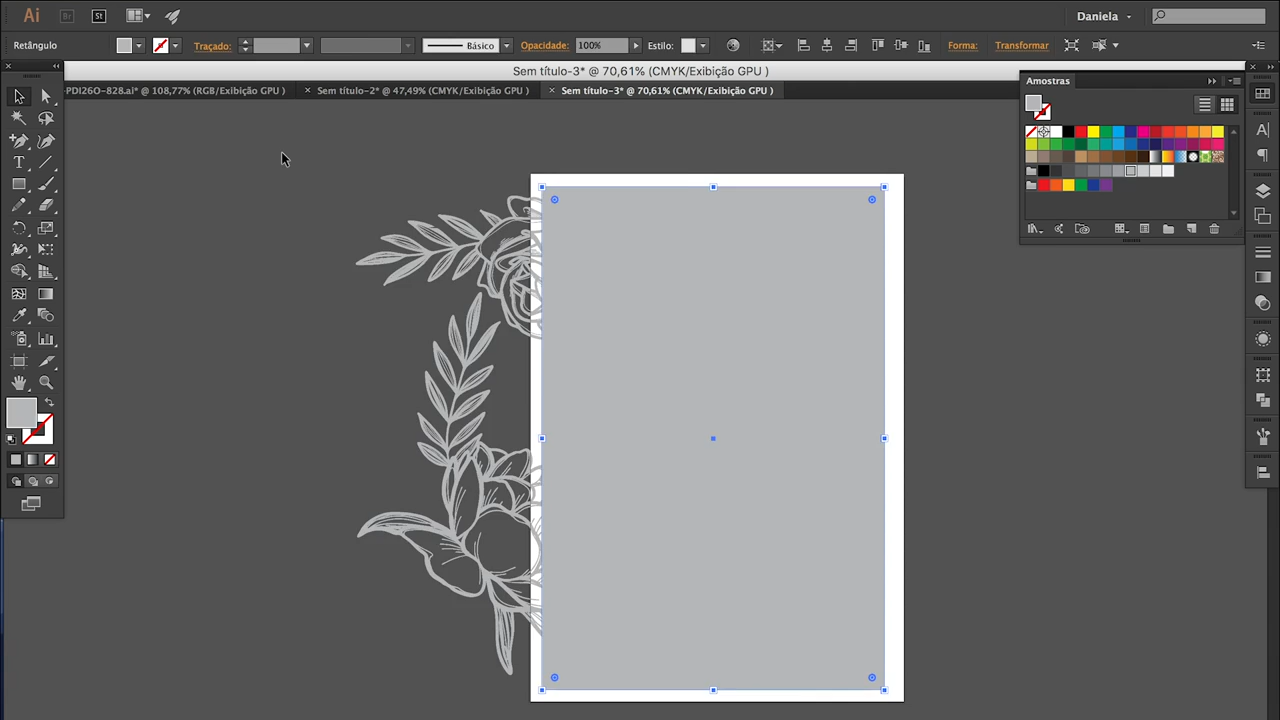 Ai Br St Daniela
Retângulo Traçado: Básico Opacidade: 100% Estilo: Forma: Transformar
Sem título-3* @ 70,61% (CMYK/Exibição GPU )
-PDI26O-828.ai* @ 108,77% (RGB/Exibição GPU ) Sem título-2* @ 47,49% (CMYK/Exibição GPU ) Sem título-3* @ 70,61% (CMYK/Exibição GPU )
Amostras